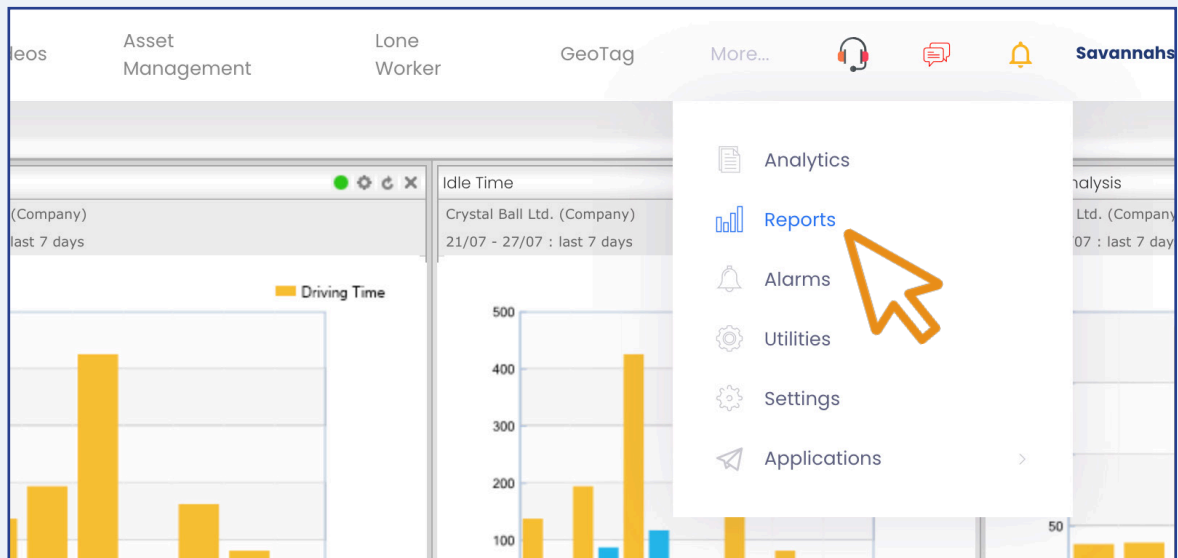 Asset
Management
Lone
Worker
GeoTag
More...
Savannahs
Analytics
Reports
Alarms
Utilities
Settings
Applications
(Company)
last 7 days
Driving Time
Idle Time
Crystal Ball Ltd. (Company)
21/07 - 27/07 : last 7 days
500
400
300
200
100
nalysis
Ltd. (Company
07 : last 7 day
50